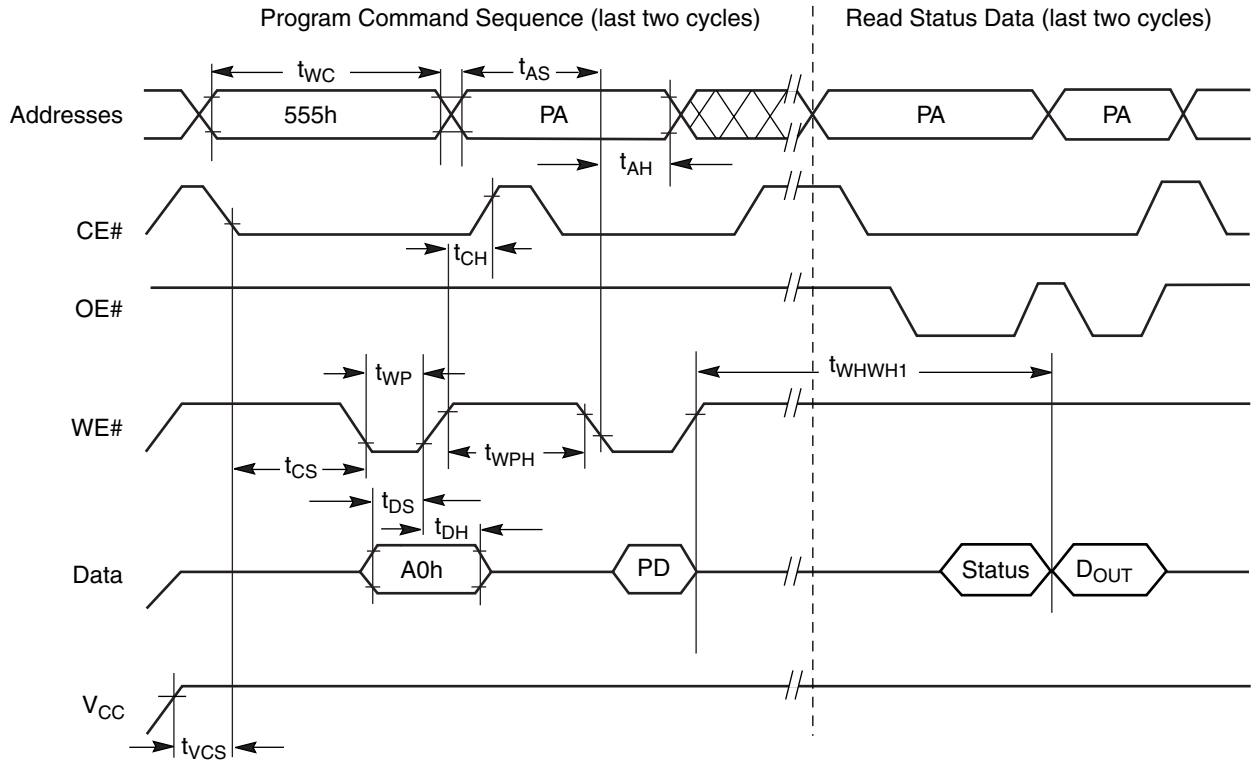 Program Command Sequence (last two cycles)
Read Status Data (last two cycles)
tWC
tAS
Addresses
555h
PA
PA
PA
tAH
CE#
tCH
OE#
tWHWH1
tWP
WE#
tWPH
tCS
tDS
tDH
Data
A0h
PD
Status
DOUT
VCC
tVCS